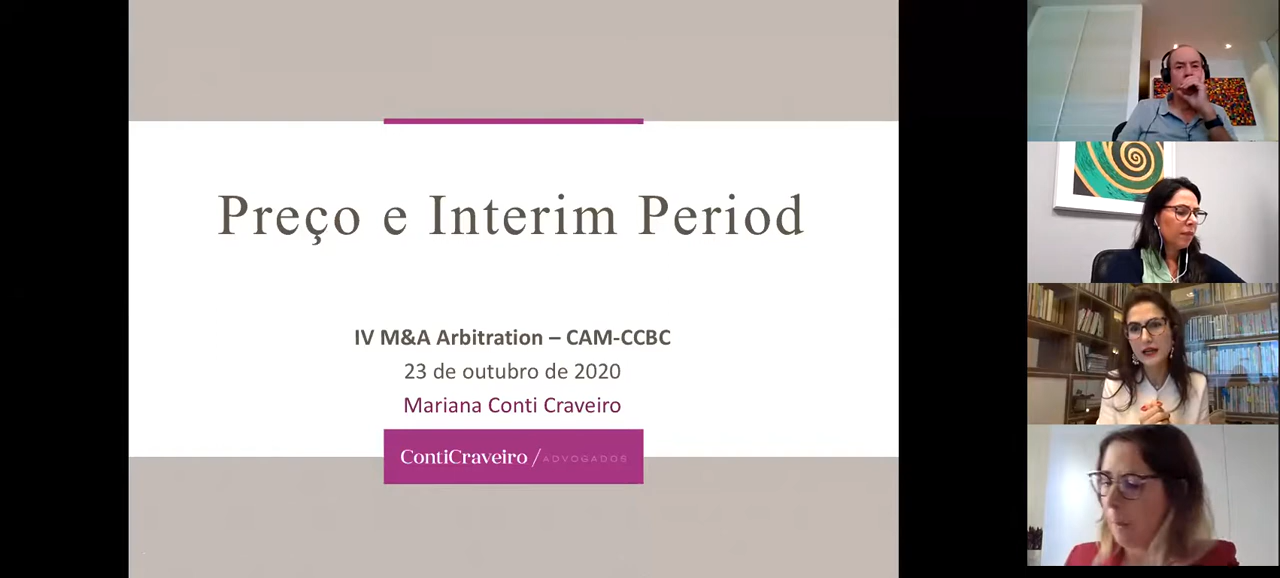 Preço e Interim Period
IV M&A Arbitration – CAM-CCBC
23 de outubro de 2020
Mariana Conti Craveiro
ContiCraveiro / ADVOGADOS